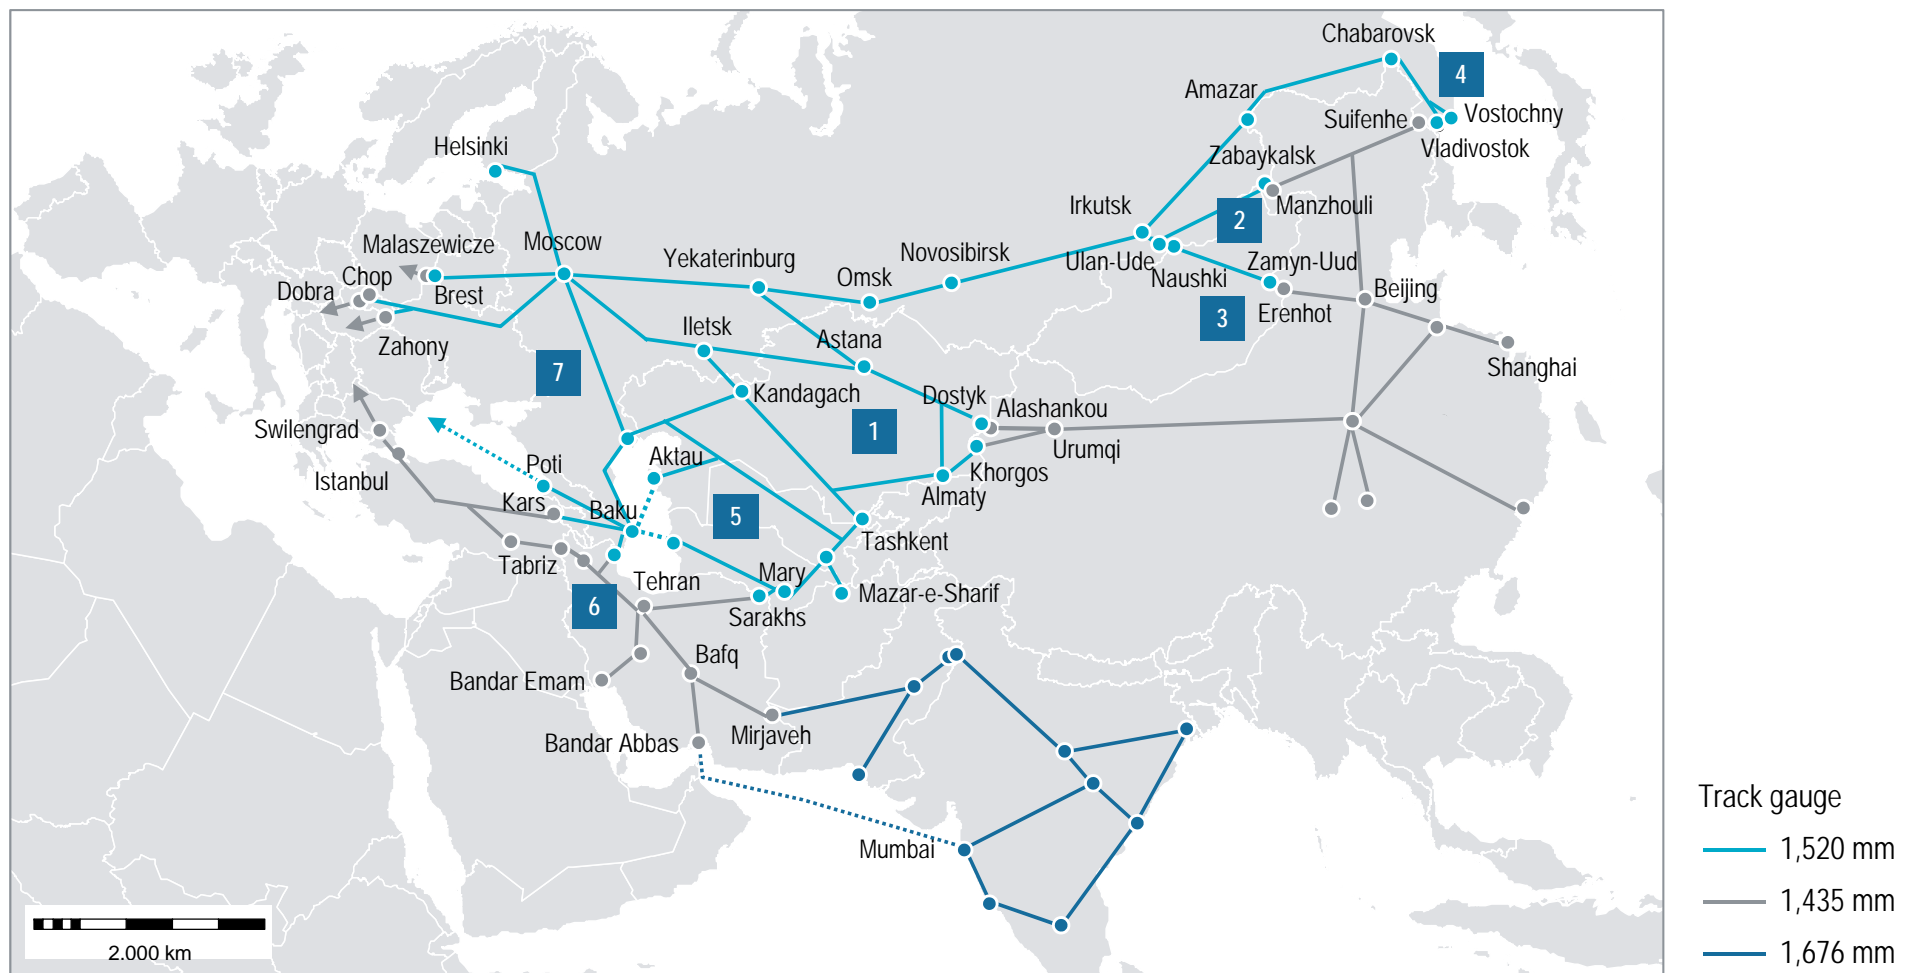 Chabarovsk
4
Amazar
Suifenhe
Vostochny
Vladivostok
Helsinki
Zabaykalsk
Manzhouli
Irkutsk
2
Malaszewicze
Moscow
Yekaterinburg
Novosibirsk
Ulan-Ude
Naushki
Zamyn-Uud
Chop
Dobra
Brest
Omsk
Beijing
Erenhot
3
Zahony
Iletsk
Astana
Shanghai
7
Kandagach
Dostyk
Alashankou
Swilengrad
1
Urumqi
Istanbul
Poti
Aktau
Khorgos
Kars
Baku
5
Almaty
Tashkent
Tabriz
Tehran
Mary
Mazar-e-Sharif
6
Sarakhs
Bandar Emam
Bafq
Bandar Abbas
Mirjaveh
Mumbai
2.000 km
Track gauge
1,520 mm
1,435 mm
1,676 mm